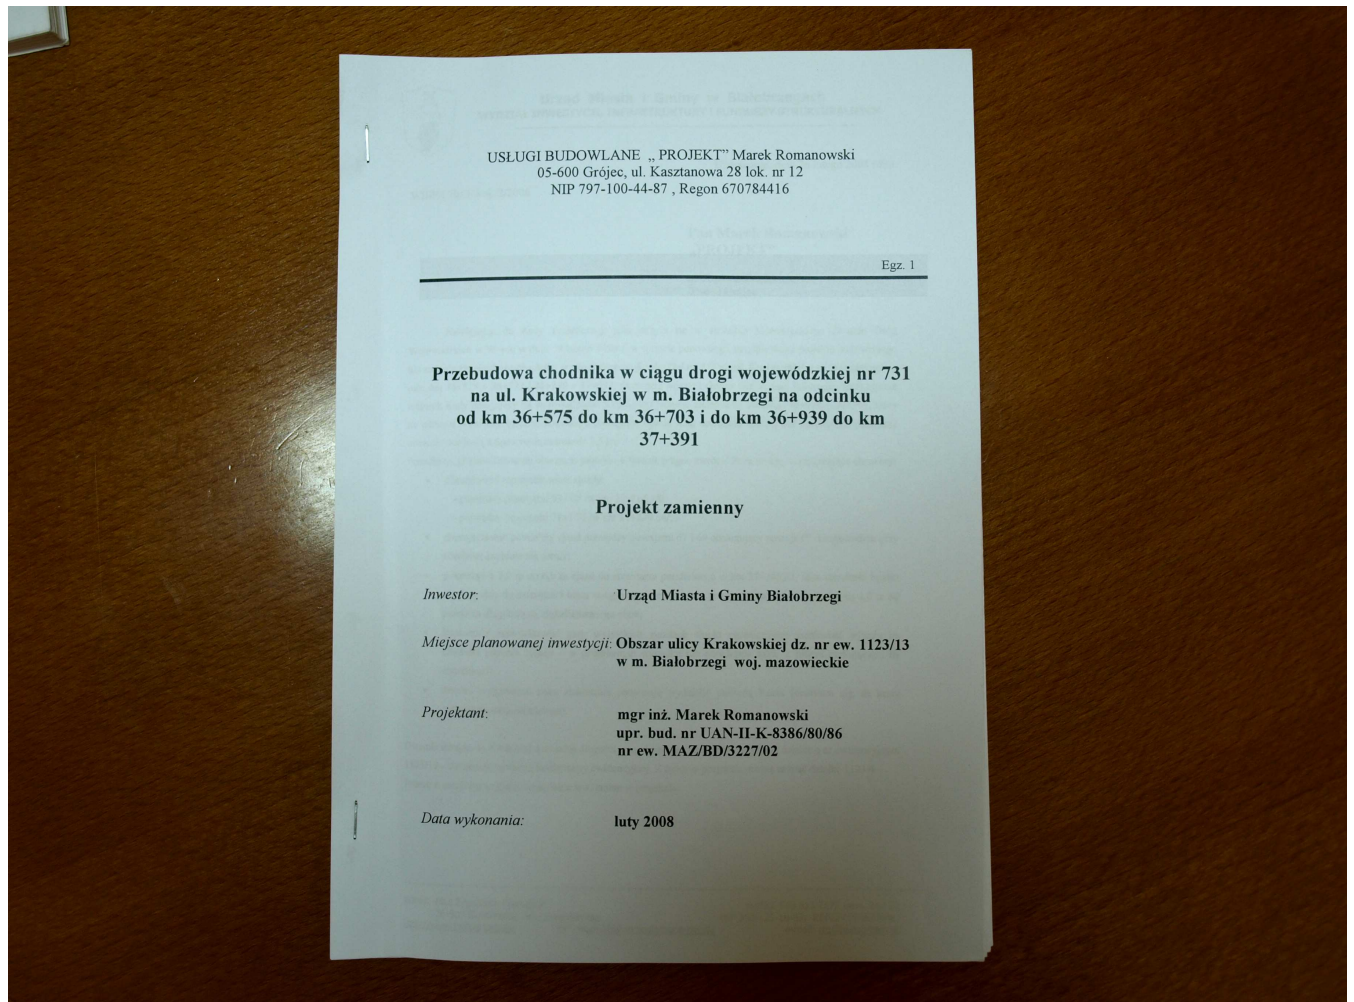 USŁUGI BUDOWLANE „ PROJEKT” Marek Romanowski
05-600 Grójec, ul. Kasztanowa 28 lok. nr 12
NIP 797-100-44-87 , Regon 670784416
Egz. 1
Przebudowa chodnika w ciągu drogi wojewódzkiej nr 731
na ul. Krakowskiej w m. Białobrzegi na odcinku
od km 36+575 do km 36+703 i do km 36+939 do km
37+391
Projekt zamienny
Inwestor: Urząd Miasta i Gminy Białobrzegi
Miejsce planowanej inwestycji: Obszar ulicy Krakowskiej dz. nr ew. 1123/13
w m. Białobrzegi woj. mazowieckie
Projektant: mgr inż. Marek Romanowski
upr. bud. nr UAN-II-K-8386/80/86
nr ew. MAZ/BD/3227/02
Data wykonania: luty 2008